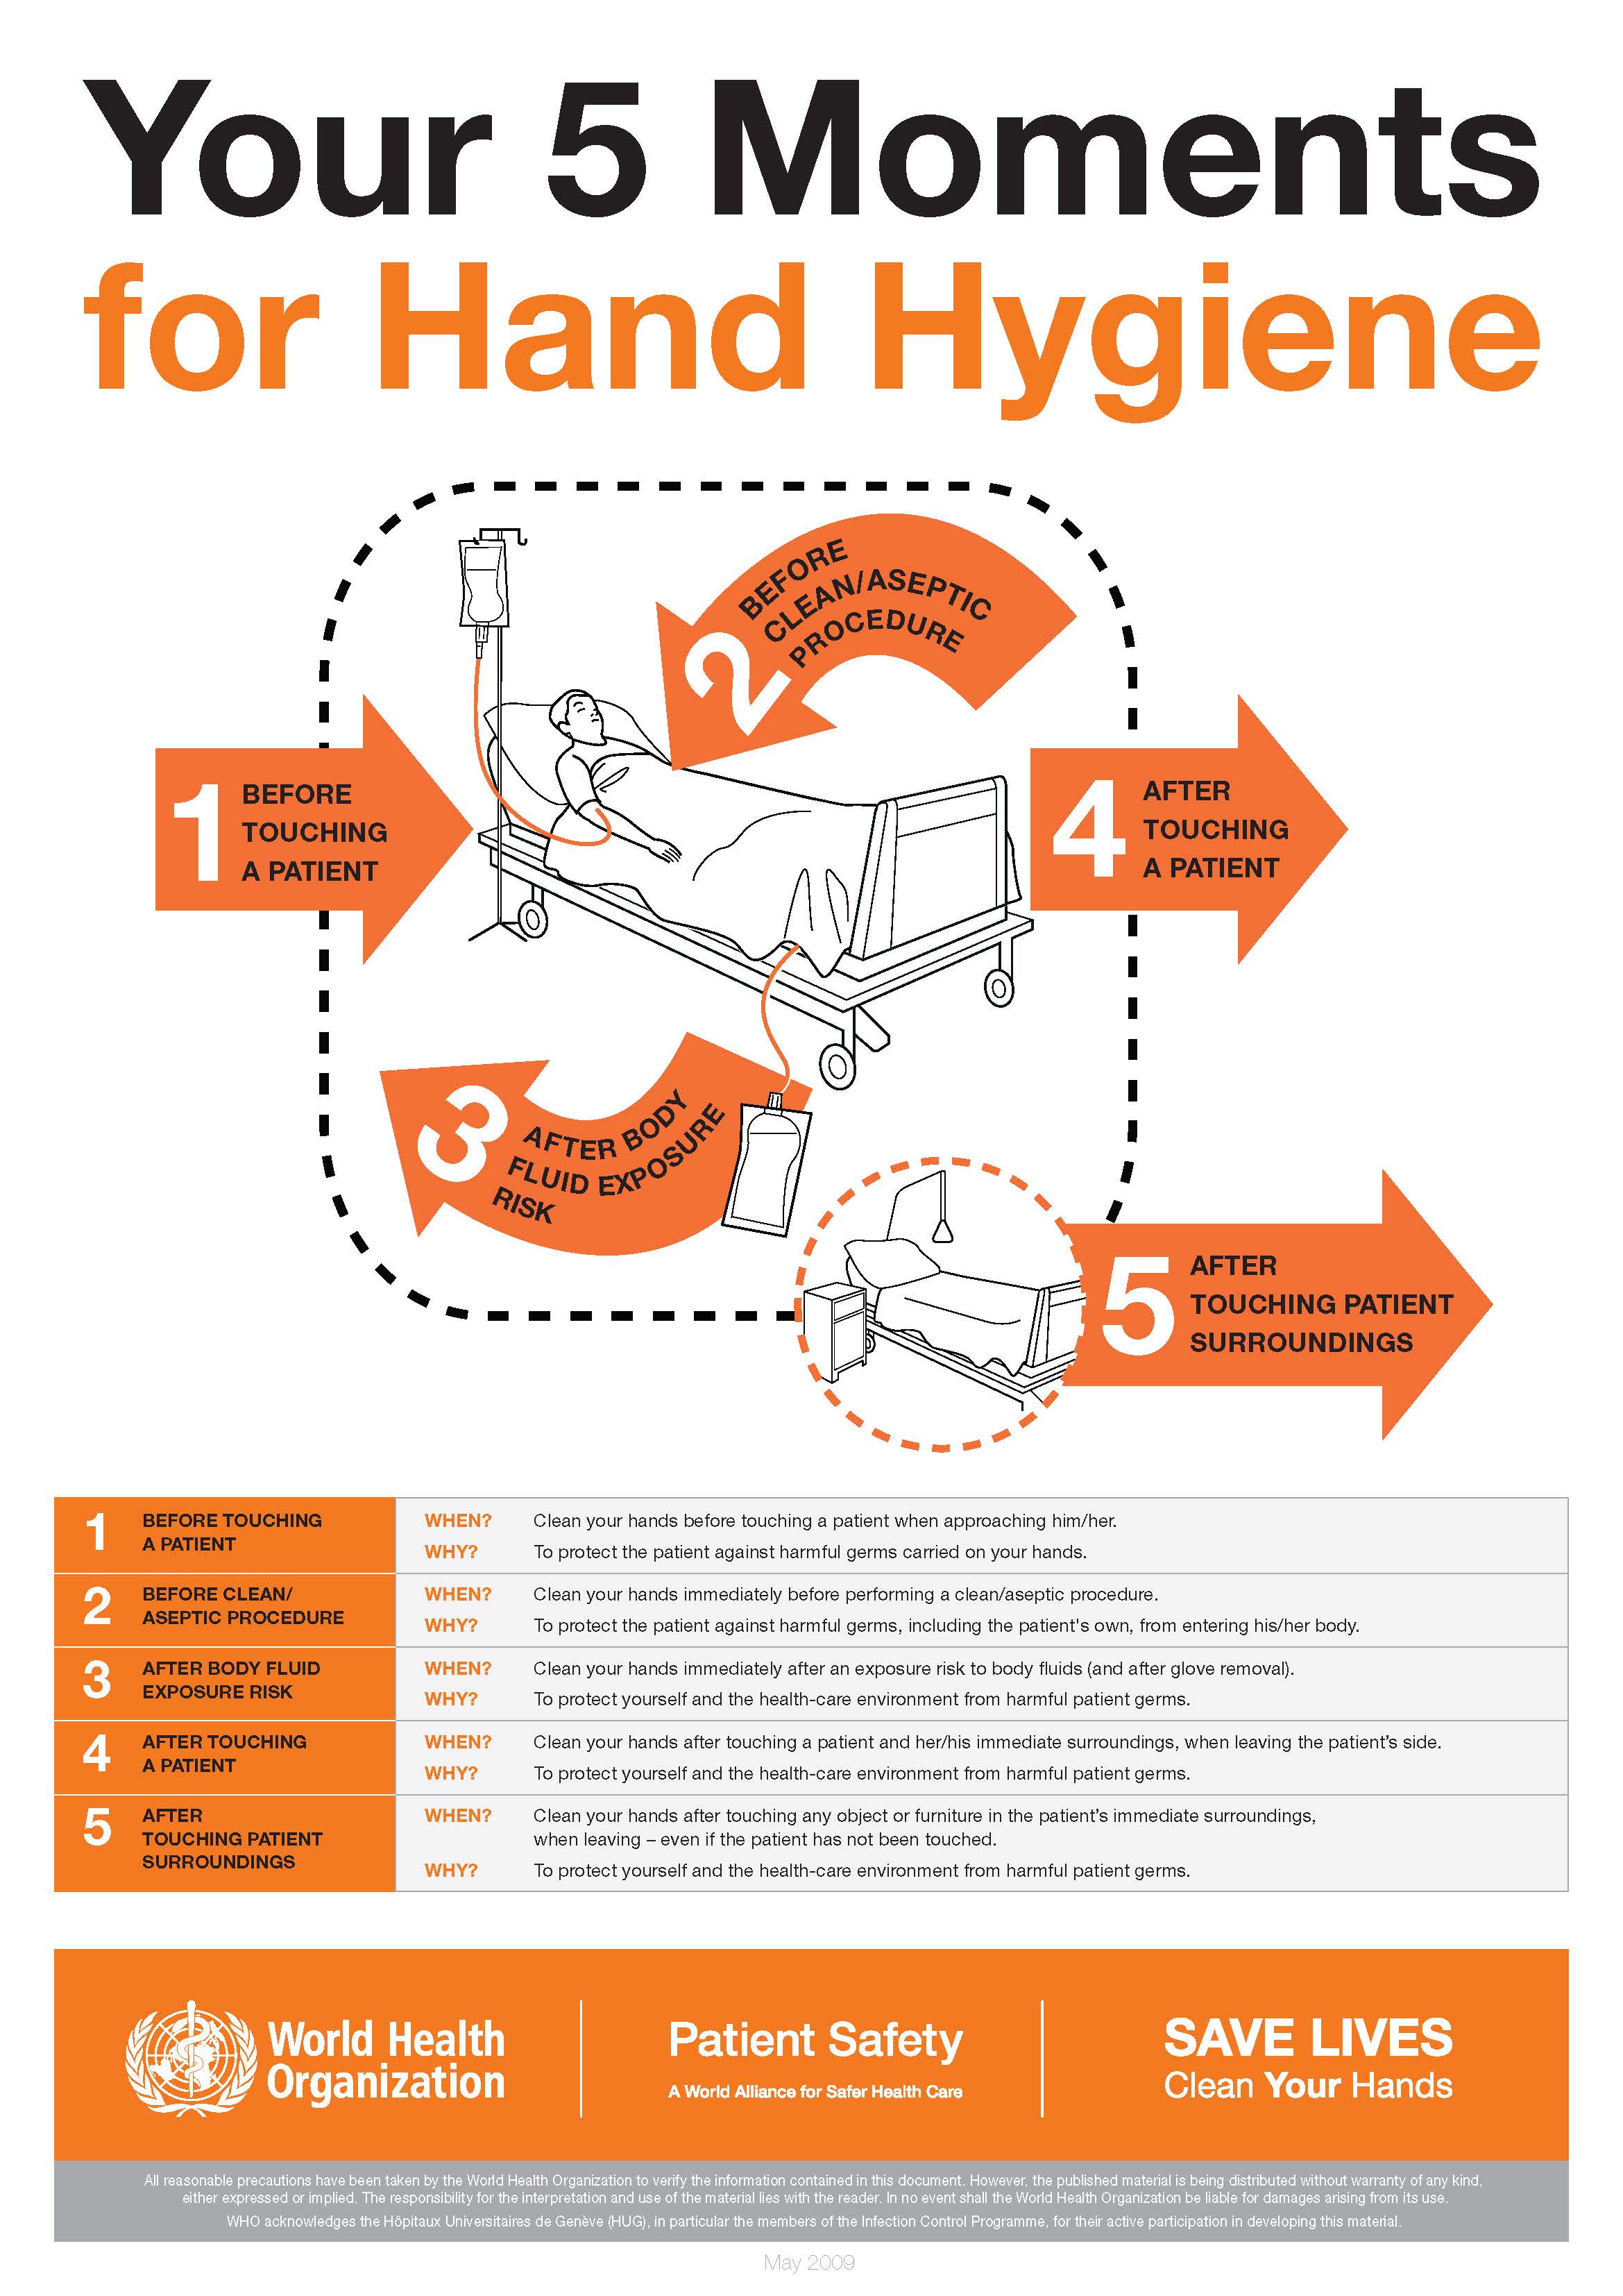 Your 5 Moments
for Hand Hygiene
BEFORE
CLEAN/ASEPTIC
PROCEDURE
2
1
BEFORE
TOUCHING
A PATIENT
4
AFTER
TOUCHING
A PATIENT
3
AFTER BODY
FLUID EXPOSURE
RISK
5
AFTER
TOUCHING PATIENT
SURROUNDINGS
1
BEFORE TOUCHING
A PATIENT
WHEN? Clean your hands before touching a patient when approaching him/her.
WHY? To protect the patient against harmful germs carried on your hands.
2
BEFORE CLEAN/
ASEPTIC PROCEDURE
WHEN? Clean your hands immediately before performing a clean/aseptic procedure.
WHY? To protect the patient against harmful germs, including the patient's own, from entering his/her body.
3
AFTER BODY FLUID
EXPOSURE RISK
WHEN? Clean your hands immediately after an exposure risk to body fluids (and after glove removal).
WHY? To protect yourself and the health-care environment from harmful patient germs.
4
AFTER TOUCHING
A PATIENT
WHEN? Clean your hands after touching a patient and her/his immediate surroundings, when leaving the patient’s side.
WHY? To protect yourself and the health-care environment from harmful patient germs.
5
AFTER
TOUCHING PATIENT
SURROUNDINGS
WHEN? Clean your hands after touching any object or furniture in the patient’s immediate surroundings,
when leaving – even if the patient has not been touched.
WHY? To protect yourself and the health-care environment from harmful patient germs.
World Health
Organization
Patient Safety
A World Alliance for Safer Health Care
SAVE LIVES
Clean Your Hands
All reasonable precautions have been taken by the World Health Organization to verify the information contained in this document. However, the published material is being distributed without warranty of any kind,
either expressed or implied. The responsibility for the interpretation and use of the material lies with the reader. In no event shall the World Health Organization be liable for damages arising from its use.
WHO acknowledges the Hôpitaux Universitaires de Genève (HUG), in particular the members of the Infection Control Programme, for their active participation in developing this material.
May 2009